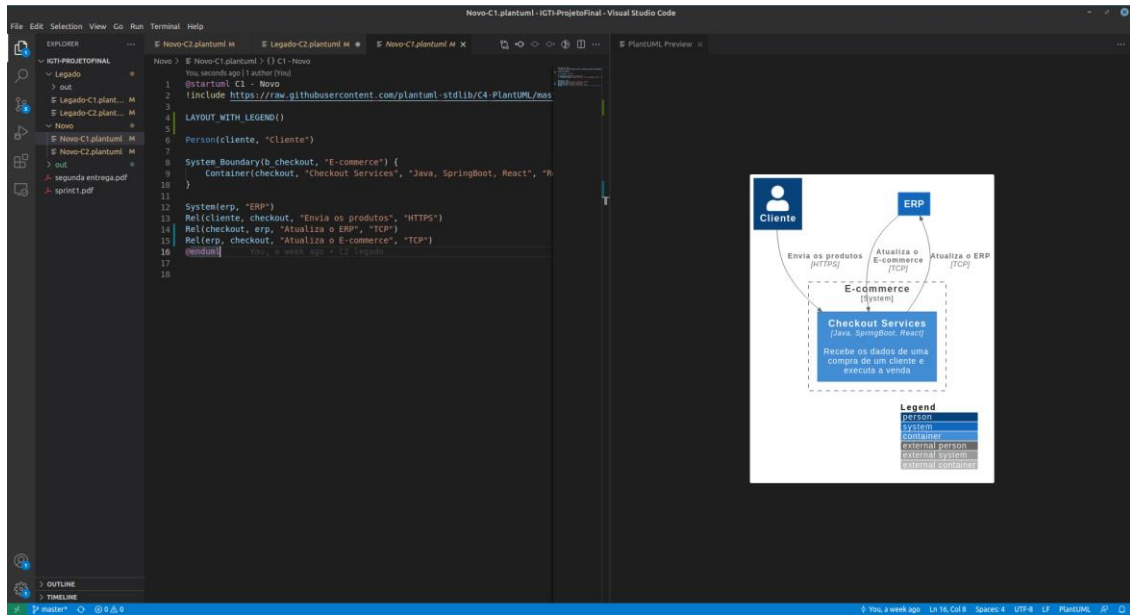 Novo-C1.plantuml - IGTI-ProjetoFinal - Visual Studio Code
File Edit Selection View Go Run Terminal Help
EXPLORER
IGTI-PROJETOFINAL
Legado
out
Legado-C1.plant... M
Legado-C2.plant... M
Novo
Novo-C1.plantuml M
Novo-C2.plantuml M
out
segunda entrega.pdf
sprint1.pdf
OUTLINE
TIMELINE
Novo-C2.plantuml M
Legado-C2.plantuml M
Novo-C1.plantuml M
Novo > Novo-C1.plantuml > {} C1 - Novo
You, seconds ago | 1 author (You)
1 @startuml C1 - Novo
2 !include https://raw.githubusercontent.com/plantuml-stdlib/C4-PlantUML/mas
3
4 LAYOUT_WITH_LEGEND()
5
6 Person(cliente, "Cliente")
7
8 System_Boundary(b_checkout, "E-commerce") {
9 Container(checkout, "Checkout Services", "Java, SpringBoot, React", "R
10 }
11
12 System(erp, "ERP")
13 Rel(cliente, checkout, "Envia os produtos", "HTTPS")
14 Rel(checkout, erp, "Atualiza o ERP", "TCP")
15 Rel(erp, checkout, "Atualiza o E-commerce", "TCP")
16 @enduml You, a week ago • C2 legado
17
18
PlantUML Preview
Cliente
ERP
Envia os produtos
[HTTPS]
Atualiza o
E-commerce
[TCP]
Atualiza o ERP
[TCP]
E-commerce
[System]
Checkout Services
[Java, SpringBoot, React]
Recebe os dados de uma
compra de um cliente e
executa a venda
Legend
person
system
container
external person
external system
external container
master* 0 0
You, a week ago Ln 16, Col 8 Spaces: 4 UTF-8 LF PlantUML